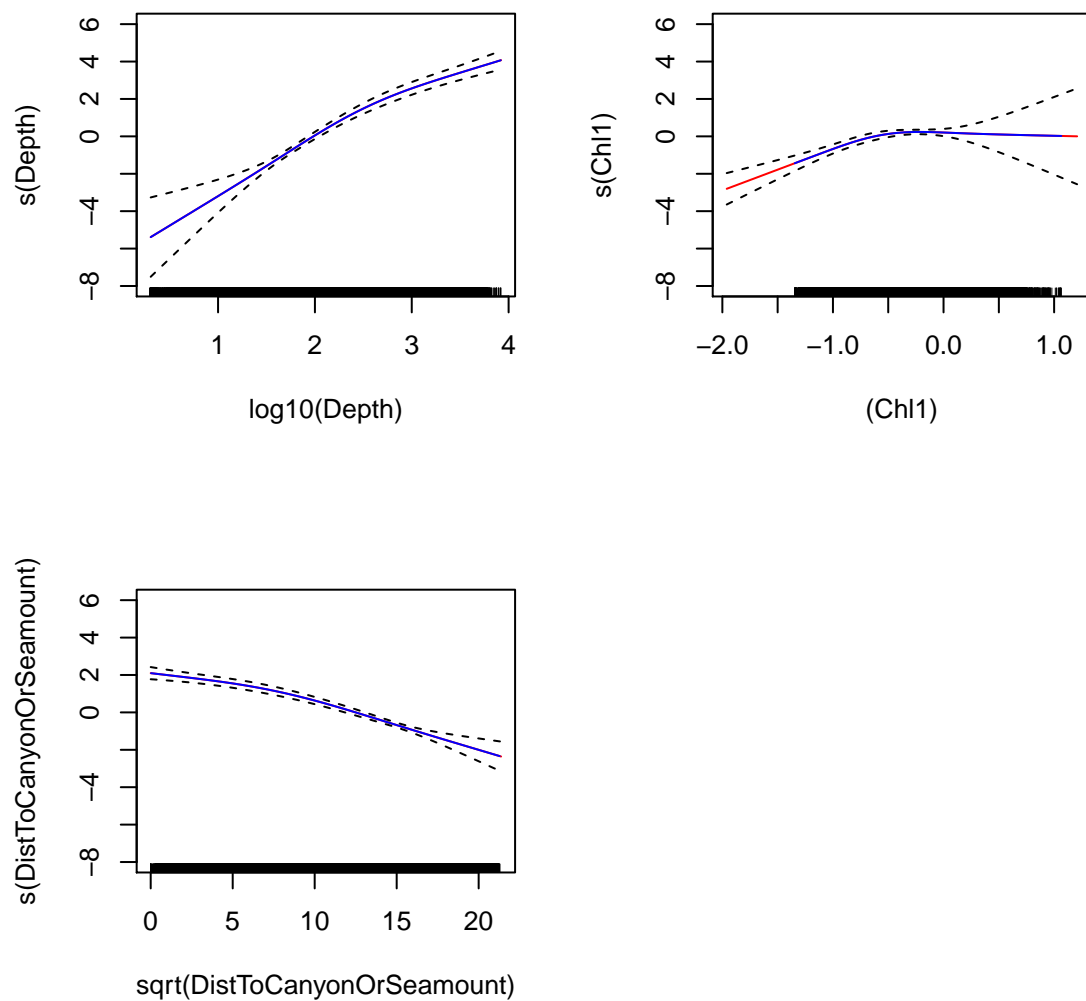 s(Depth)
6
4
2
0
−4
−8
1 2 3 4
log10(Depth)
s(Chl1)
6
4
2
0
−4
−8
−2.0 −1.0 0.0 1.0
(Chl1)
s(DistToCanyonOrSeamount)
6
4
2
0
−4
−8
0 5 10 15 20
sqrt(DistToCanyonOrSeamount)